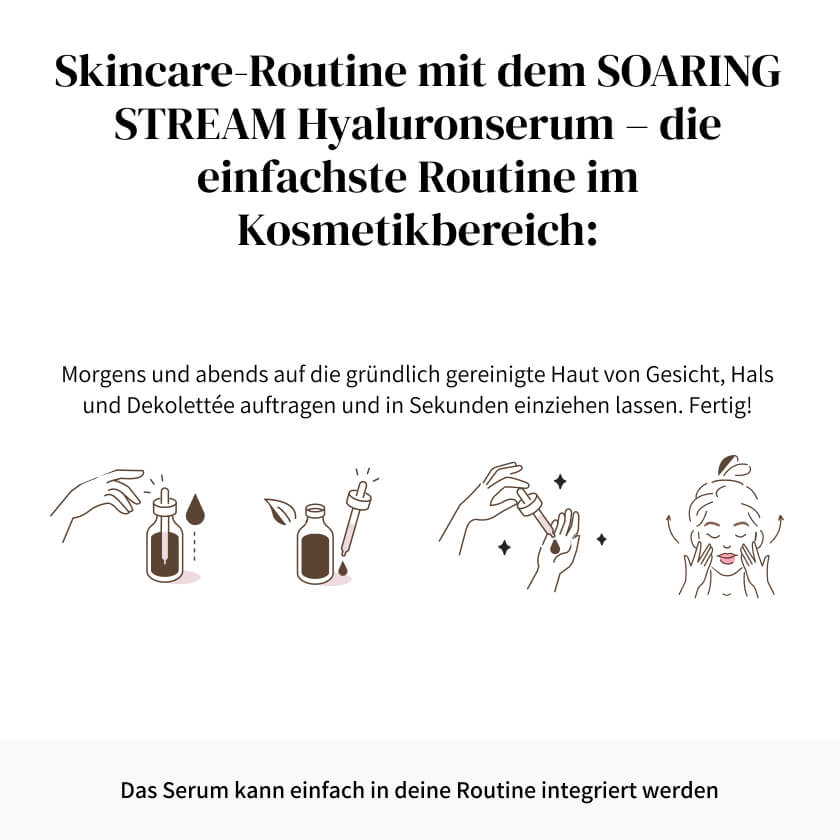 Skincare-Routine mit dem SOARING
STREAM Hyaluronserum – die
einfachste Routine im
Kosmetikbereich:
Morgens und abends auf die gründlich gereinigte Haut von Gesicht, Hals
und Dekolettée auftragen und in Sekunden einziehen lassen. Fertig!
Das Serum kann einfach in deine Routine integriert werden